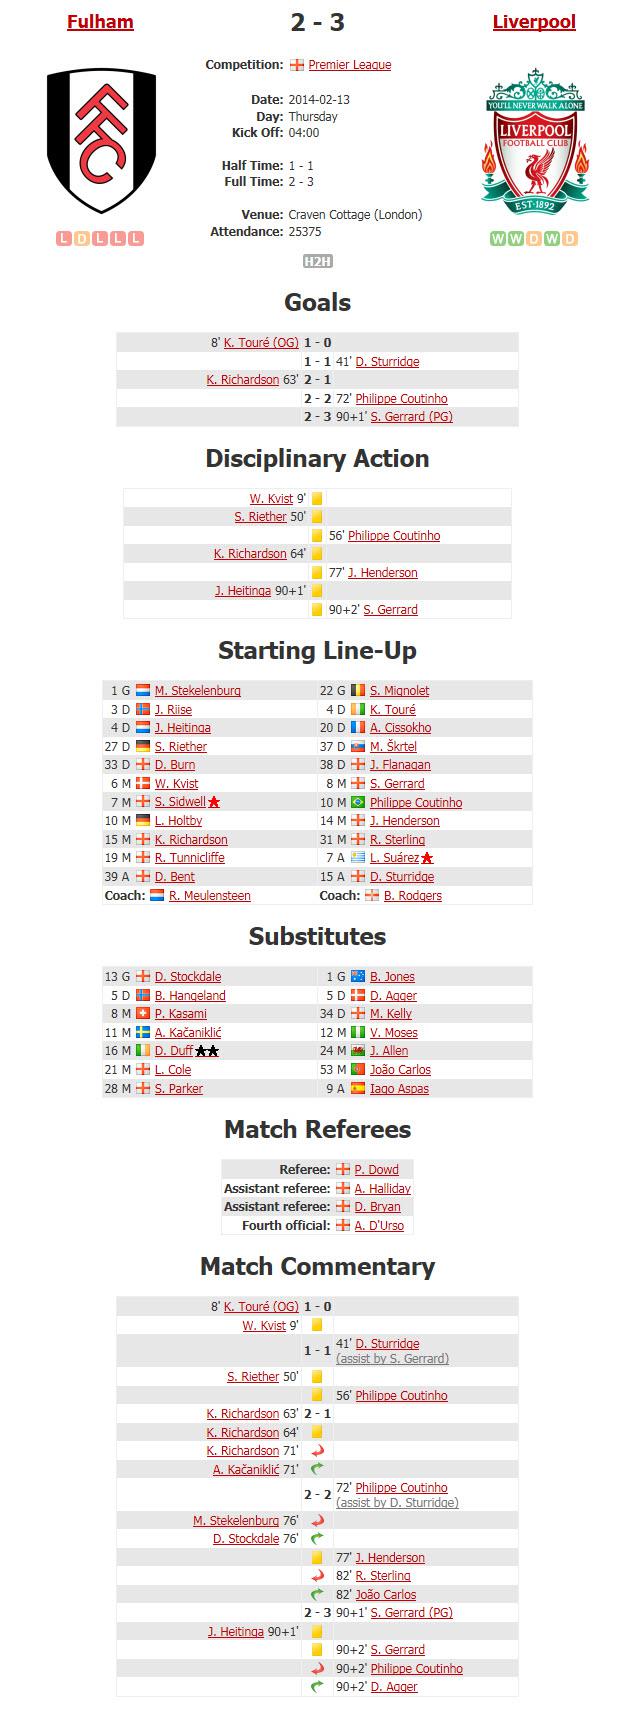 Fulham 2 - 3 Liverpool
Competition: Premier League
YOU'LL NEVER WALK ALONE
LIVERPOOL
FOOTBALL CLUB
EST·1892
FFC
Date: 2014-02-13
Day: Thursday
Kick Off: 04:00
Half Time: 1 - 1
Full Time: 2 - 3
Venue: Craven Cottage (London)
Attendance: 25375
L D L L L W W D W D
H2H
Goals
8' K. Touré (OG) 1 - 0
1 - 1 41' D. Sturridge
K. Richardson 63' 2 - 1
2 - 2 72' Philippe Coutinho
2 - 3 90+1' S. Gerrard (PG)
Disciplinary Action
W. Kvist 9'
S. Riether 50'
56' Philippe Coutinho
K. Richardson 64'
77' J. Henderson
J. Heitinga 90+1'
90+2' S. Gerrard
Starting Line-Up
1 G M. Stekelenburg 22 G S. Mignolet
3 D J. Riise 4 D K. Touré
4 D J. Heitinga 20 D A. Cissokho
27 D S. Riether 37 D M. Škrtel
33 D D. Burn 38 D J. Flanagan
6 M W. Kvist 8 M S. Gerrard
7 M S. Sidwell 10 M Philippe Coutinho
10 M L. Holtby 14 M J. Henderson
15 M K. Richardson 31 M R. Sterling
19 M R. Tunnicliffe 7 A L. Suárez
39 A D. Bent 15 A D. Sturridge
Coach: R. Meulensteen Coach: B. Rodgers
Substitutes
13 G D. Stockdale 1 G B. Jones
5 D B. Hangeland 5 D D. Agger
8 M P. Kasami 34 D M. Kelly
11 M A. Kačaniklić 12 M V. Moses
16 M D. Duff 24 M J. Allen
21 M L. Cole 53 M João Carlos
28 M S. Parker 9 A Iago Aspas
Match Referees
Referee: P. Dowd
Assistant referee: A. Halliday
Assistant referee: D. Bryan
Fourth official: A. D'Urso
Match Commentary
8' K. Touré (OG) 1 - 0
W. Kvist 9'
1 - 1 41' D. Sturridge
(assist by S. Gerrard)
S. Riether 50'
56' Philippe Coutinho
K. Richardson 63' 2 - 1
K. Richardson 64'
K. Richardson 71'
A. Kačaniklić 71'
2 - 2 72' Philippe Coutinho
(assist by D. Sturridge)
M. Stekelenburg 76'
D. Stockdale 76'
77' J. Henderson
82' R. Sterling
82' João Carlos
2 - 3 90+1' S. Gerrard (PG)
J. Heitinga 90+1'
90+2' S. Gerrard
90+2' Philippe Coutinho
90+2' D. Agger